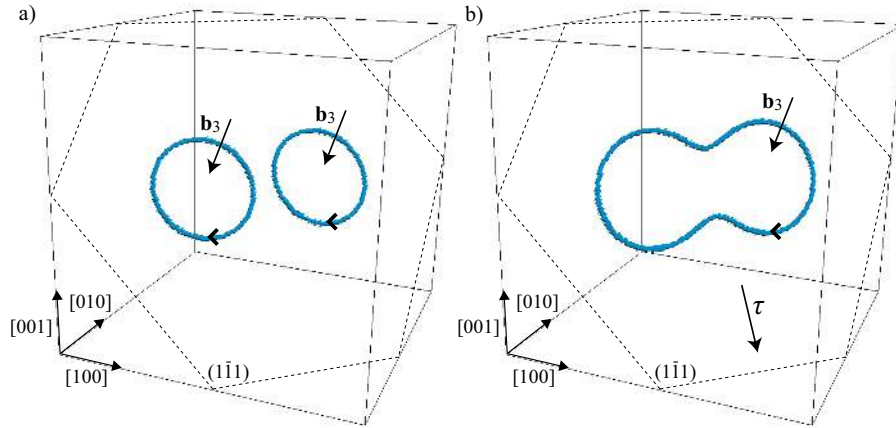 a)
b₃
b₃
[001]
[010]
[100]
(11̄1)
b)
b₃
τ
[001]
[010]
[100]
(11̄1)